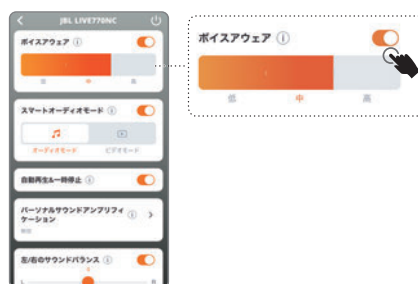 JBL LIVE770NC
ボイスアウェア
低 中 高
スマートオーディオモード
オーディオモード ビデオモード
自動再生&一時停止
パーソナルサウンドアンプリフィ
ケーション
左/右のサウンドバランス
L R
ボイスアウェア
低 中 高